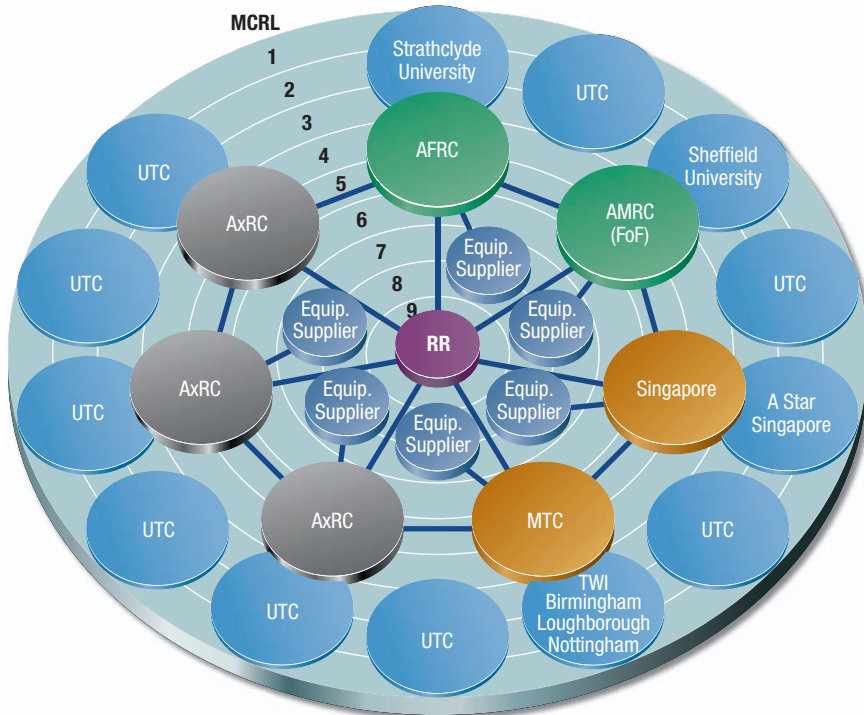 MCRL
1
2
3
4
5
6
7
8
9
Strathclyde
University
UTC
Sheffield
University
UTC
A Star
Singapore
UTC
TWI
Birmingham
Loughborough
Nottingham
UTC
UTC
UTC
UTC
UTC
UTC
AFRC
AMRC
(FoF)
Singapore
MTC
AxRC
AxRC
AxRC
Equip.
Supplier
Equip.
Supplier
Equip.
Supplier
Equip.
Supplier
Equip.
Supplier
Equip.
Supplier
RR